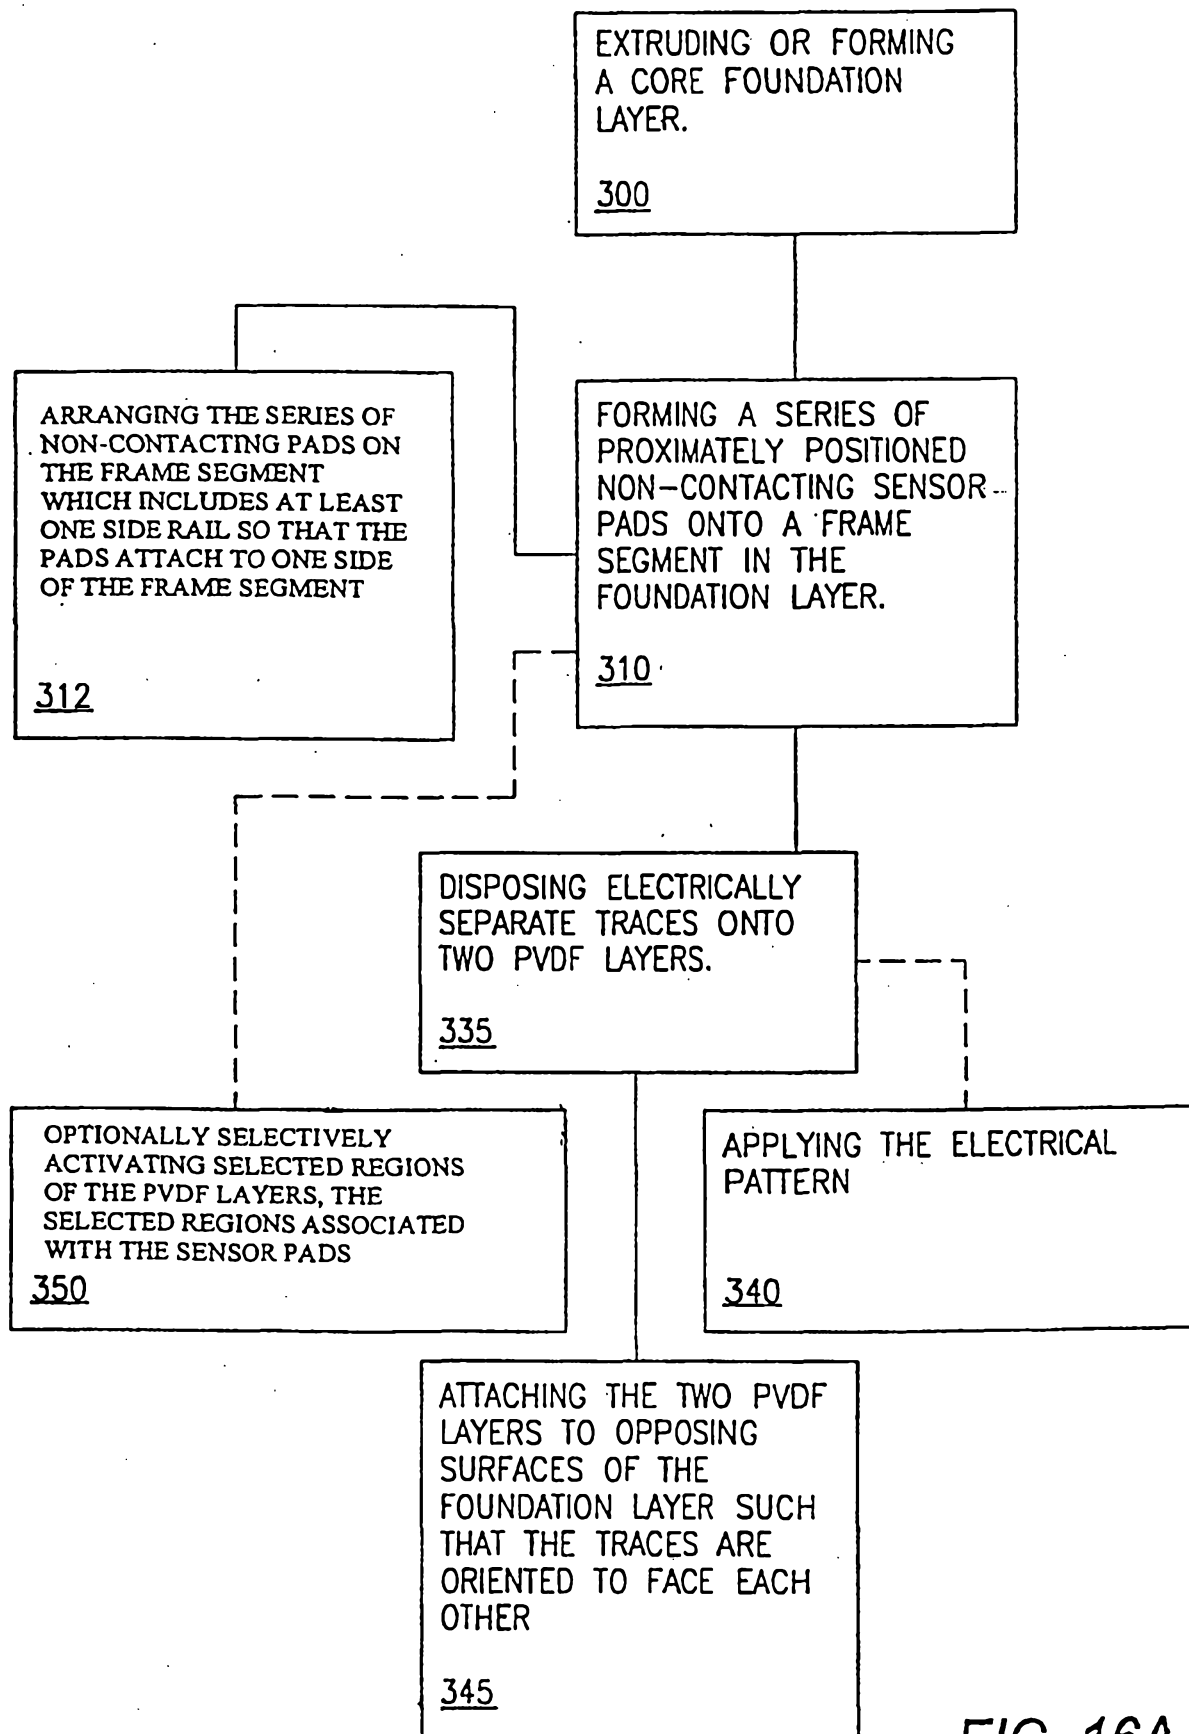 EXTRUDING OR FORMING
A CORE FOUNDATION
LAYER.
300
ARRANGING THE SERIES OF
NON-CONTACTING PADS ON
THE FRAME SEGMENT
WHICH INCLUDES AT LEAST
ONE SIDE RAIL SO THAT THE
PADS ATTACH TO ONE SIDE
OF THE FRAME SEGMENT
312
FORMING A SERIES OF
PROXIMATELY POSITIONED
NON-CONTACTING SENSOR
PADS ONTO A FRAME
SEGMENT IN THE
FOUNDATION LAYER.
310
DISPOSING ELECTRICALLY
SEPARATE TRACES ONTO
TWO PVDF LAYERS.
335
OPTIONALLY SELECTIVELY
ACTIVATING SELECTED REGIONS
OF THE PVDF LAYERS, THE
SELECTED REGIONS ASSOCIATED
WITH THE SENSOR PADS
350
APPLYING THE ELECTRICAL
PATTERN
340
ATTACHING THE TWO PVDF
LAYERS TO OPPOSING
SURFACES OF THE
FOUNDATION LAYER SUCH
THAT THE TRACES ARE
ORIENTED TO FACE EACH
OTHER
345
FIG. 16A